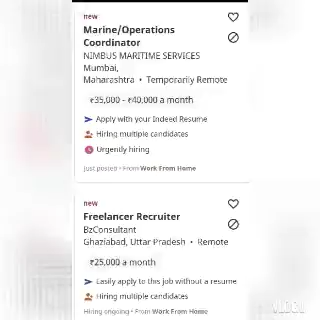 new
Marine/Operations
Coordinator
NIMBUS MARITIME SERVICES
Mumbai,
Maharashtra • Temporarily Remote
₹35,000 - ₹40,000 a month
Apply with your Indeed Resume
Hiring multiple candidates
Urgently hiring
Just posted • From Work From Home
new
Freelancer Recruiter
BzConsultant
Ghaziabad, Uttar Pradesh • Remote
₹25,000 a month
Easily apply to this job without a resume
Hiring multiple candidates
Hiring ongoing • From Work From Home